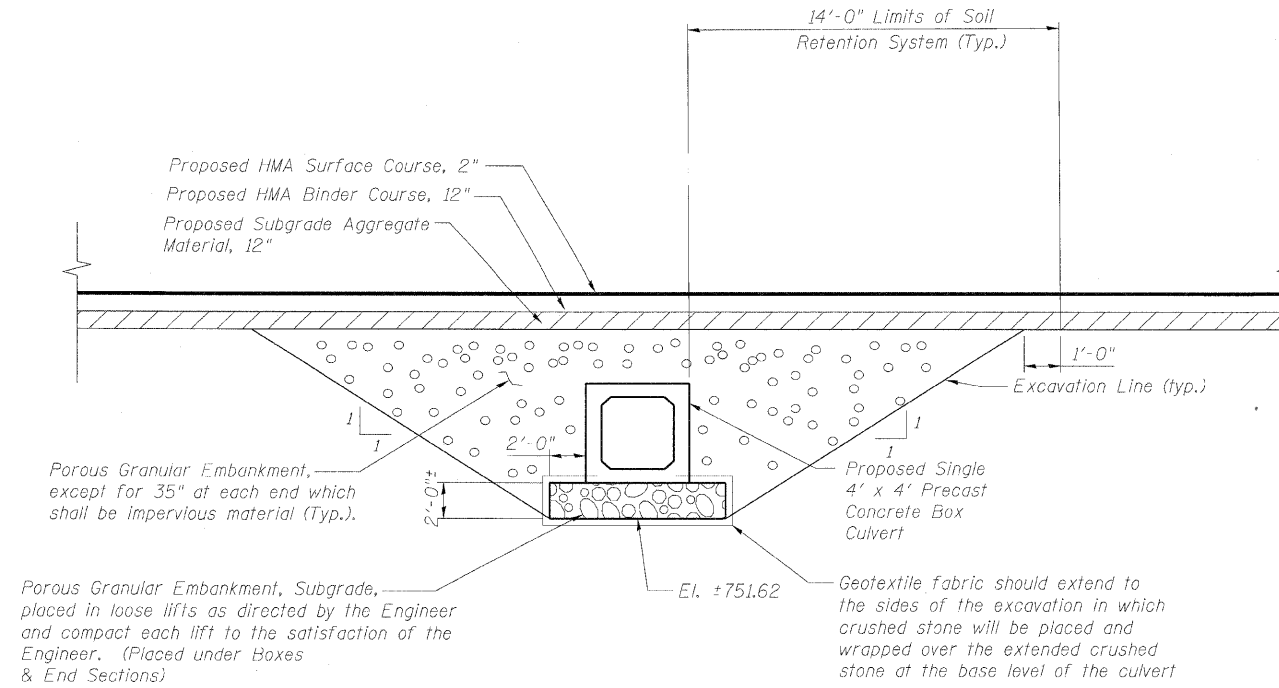 14'-0" Limits of Soil
Retention System (Typ.)
Proposed HMA Surface Course, 2"
Proposed HMA Binder Course, 12"
Proposed Subgrade Aggregate
Material, 12"
1'-0"
Excavation Line (typ.)
1
1
1
1
2'-0"
2'-0"±
Porous Granular Embankment,
except for 35" at each end which
shall be impervious material (Typ.).
Proposed Single
4' x 4' Precast
Concrete Box
Culvert
Porous Granular Embankment, Subgrade,
placed in loose lifts as directed by the Engineer
and compact each lift to the satisfaction of the
Engineer. (Placed under Boxes
& End Sections)
El. ±751.62
Geotextile fabric should extend to
the sides of the excavation in which
crushed stone will be placed and
wrapped over the extended crushed
stone at the base level of the culvert